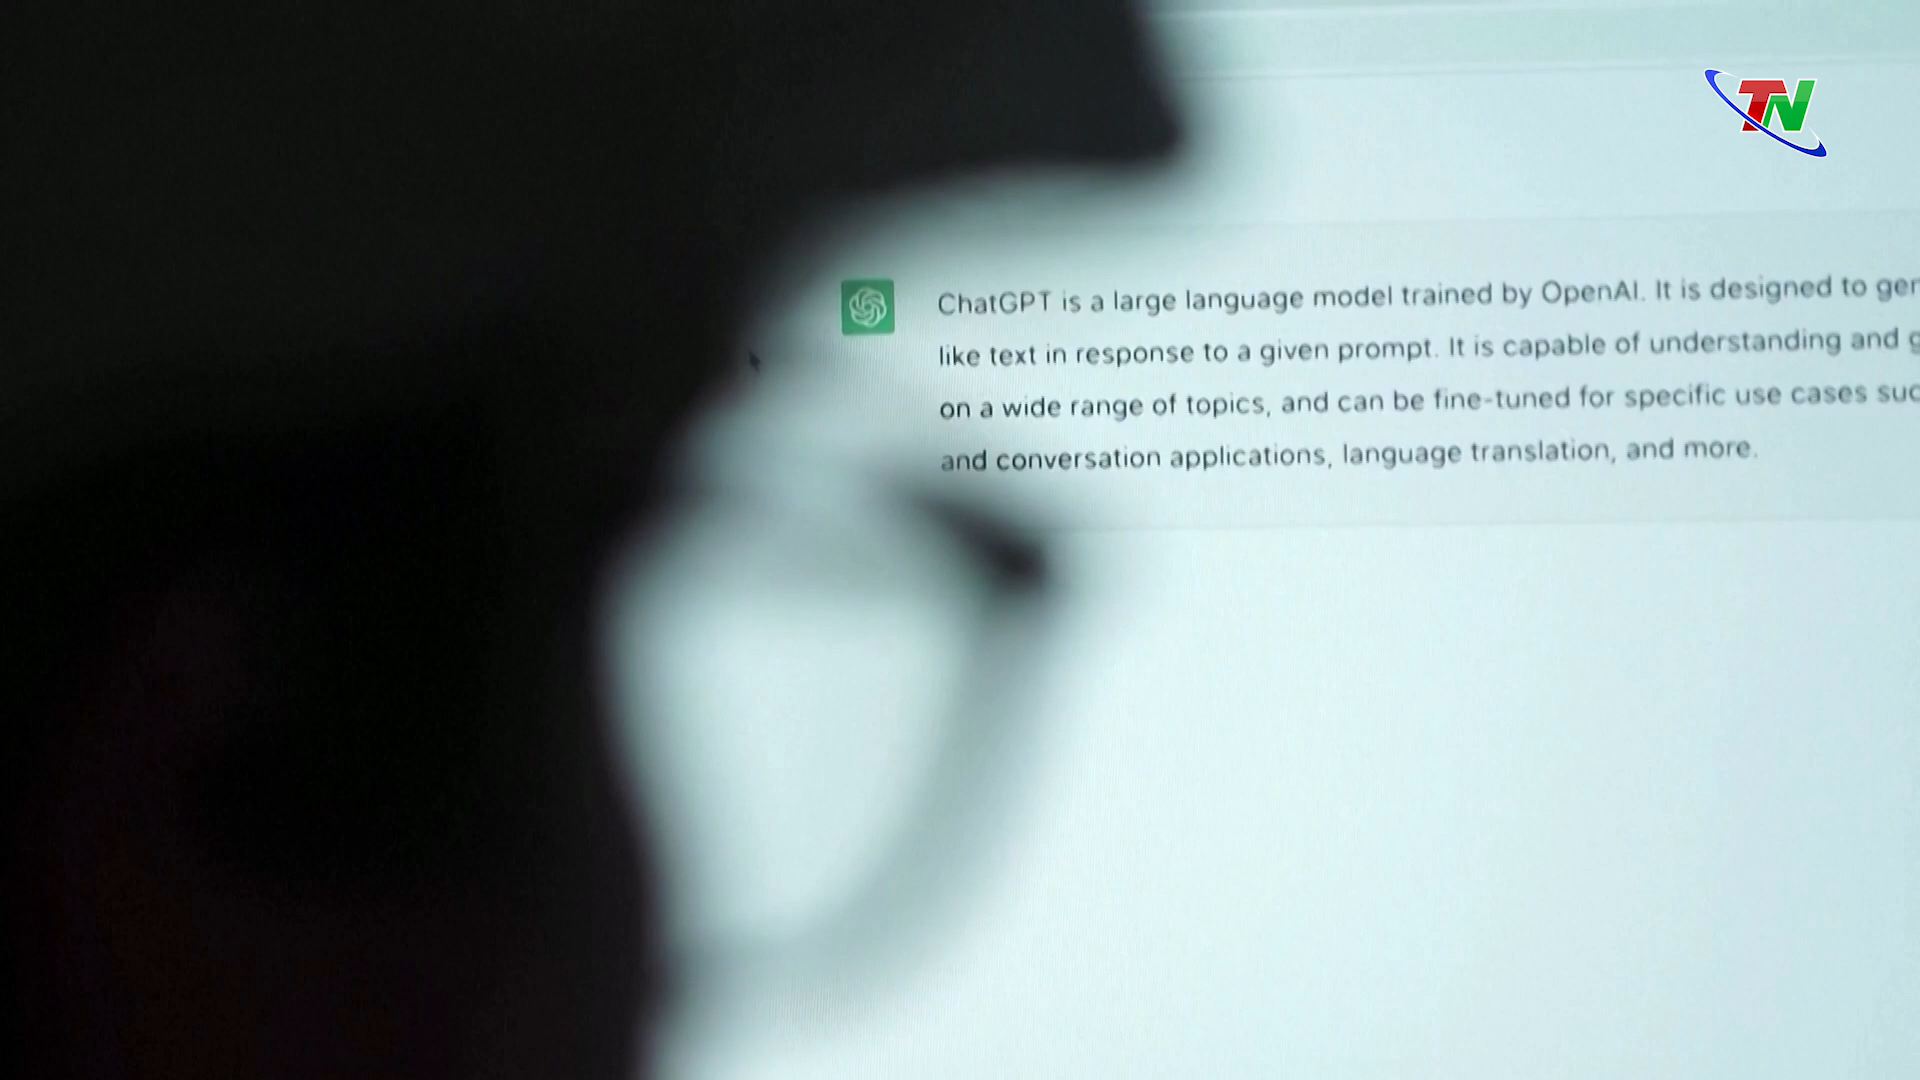 TN
ChatGPT is a large language model trained by OpenAI. It is designed to
like text in response to a given prompt. It is capable of understanding and
on a wide range of topics, and can be fine-tuned for specific use cases
and conversation applications, language translation, and more.